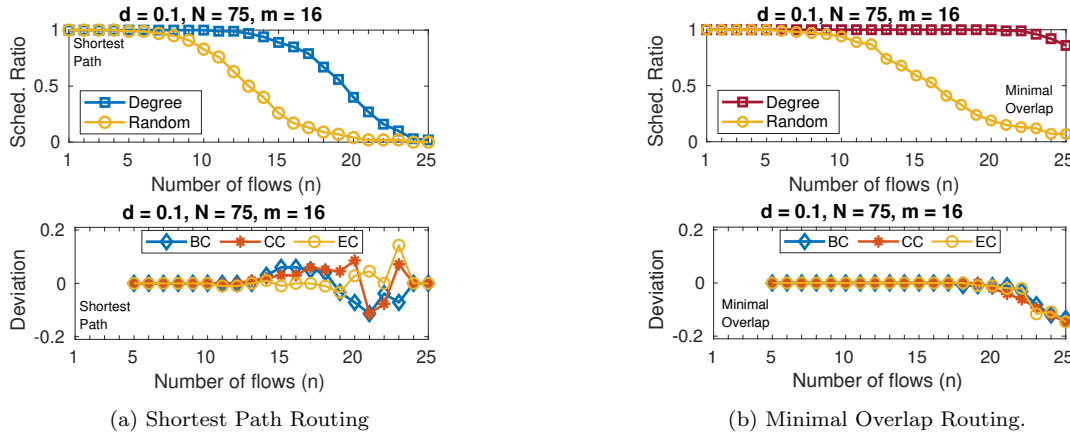 d = 0.1, N = 75, m = 16
Sched. Ratio
1
0.5
0
Shortest
Path
Degree
Random
1
5
10
15
20
25
Number of flows (n)
d = 0.1, N = 75, m = 16
Deviation
0.2
0
-0.2
BC
CC
EC
Shortest
Path
1
5
10
15
20
25
Number of flows (n)
(a) Shortest Path Routing
d = 0.1, N = 75, m = 16
Sched. Ratio
1
0.5
0
Degree
Random
Minimal
Overlap
1
5
10
15
20
25
Number of flows (n)
d = 0.1, N = 75, m = 16
Deviation
0.2
0
-0.2
BC
CC
EC
Minimal
Overlap
1
5
10
15
20
25
Number of flows (n)
(b) Minimal Overlap Routing.